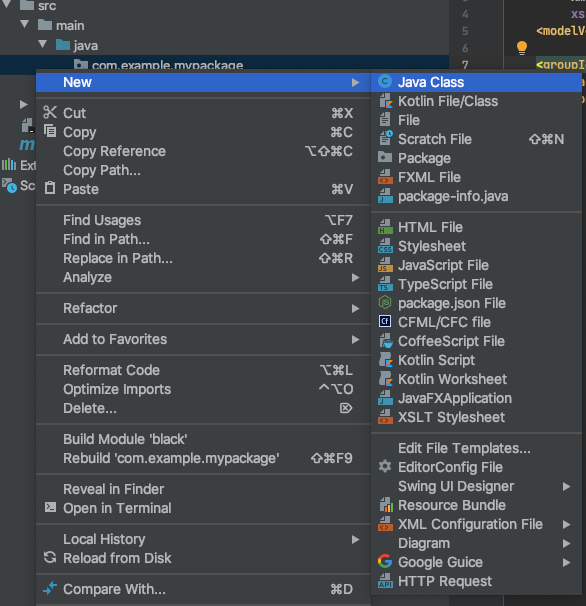 src
main
java
com.example.mypackage
New
Cut ⌘X
Copy ⌘C
Copy Reference ⌥⇧⌘C
Copy Path...
Paste ⌘V
Find Usages ⌥F7
Find in Path... ⇧⌘F
Replace in Path... ⇧⌘R
Analyze
Refactor
Add to Favorites
Reformat Code ⌥⌘L
Optimize Imports ^⌥O
Delete... ⌦
Build Module 'black'
Rebuild 'com.example.mypackage' ⇧⌘F9
Reveal in Finder
Open in Terminal
Local History
Reload from Disk
Compare With... ⌘D
Java Class
Kotlin File/Class
File
Scratch File ⇧⌘N
Package
FXML File
package-info.java
HTML File
Stylesheet
JavaScript File
TypeScript File
package.json File
CFML/CFC file
CoffeeScript File
Kotlin Script
Kotlin Worksheet
JavaFXApplication
XSLT Stylesheet
Edit File Templates...
EditorConfig File
Swing UI Designer
Resource Bundle
XML Configuration File
Diagram
Google Guice
HTTP Request
m
Ext
Sc
4
5 xs
<modelV
6
7 <groupI